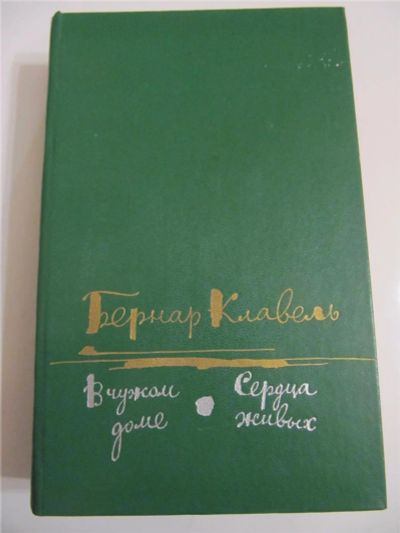 Бернар Клавель
В чужом доме
Сердца живых